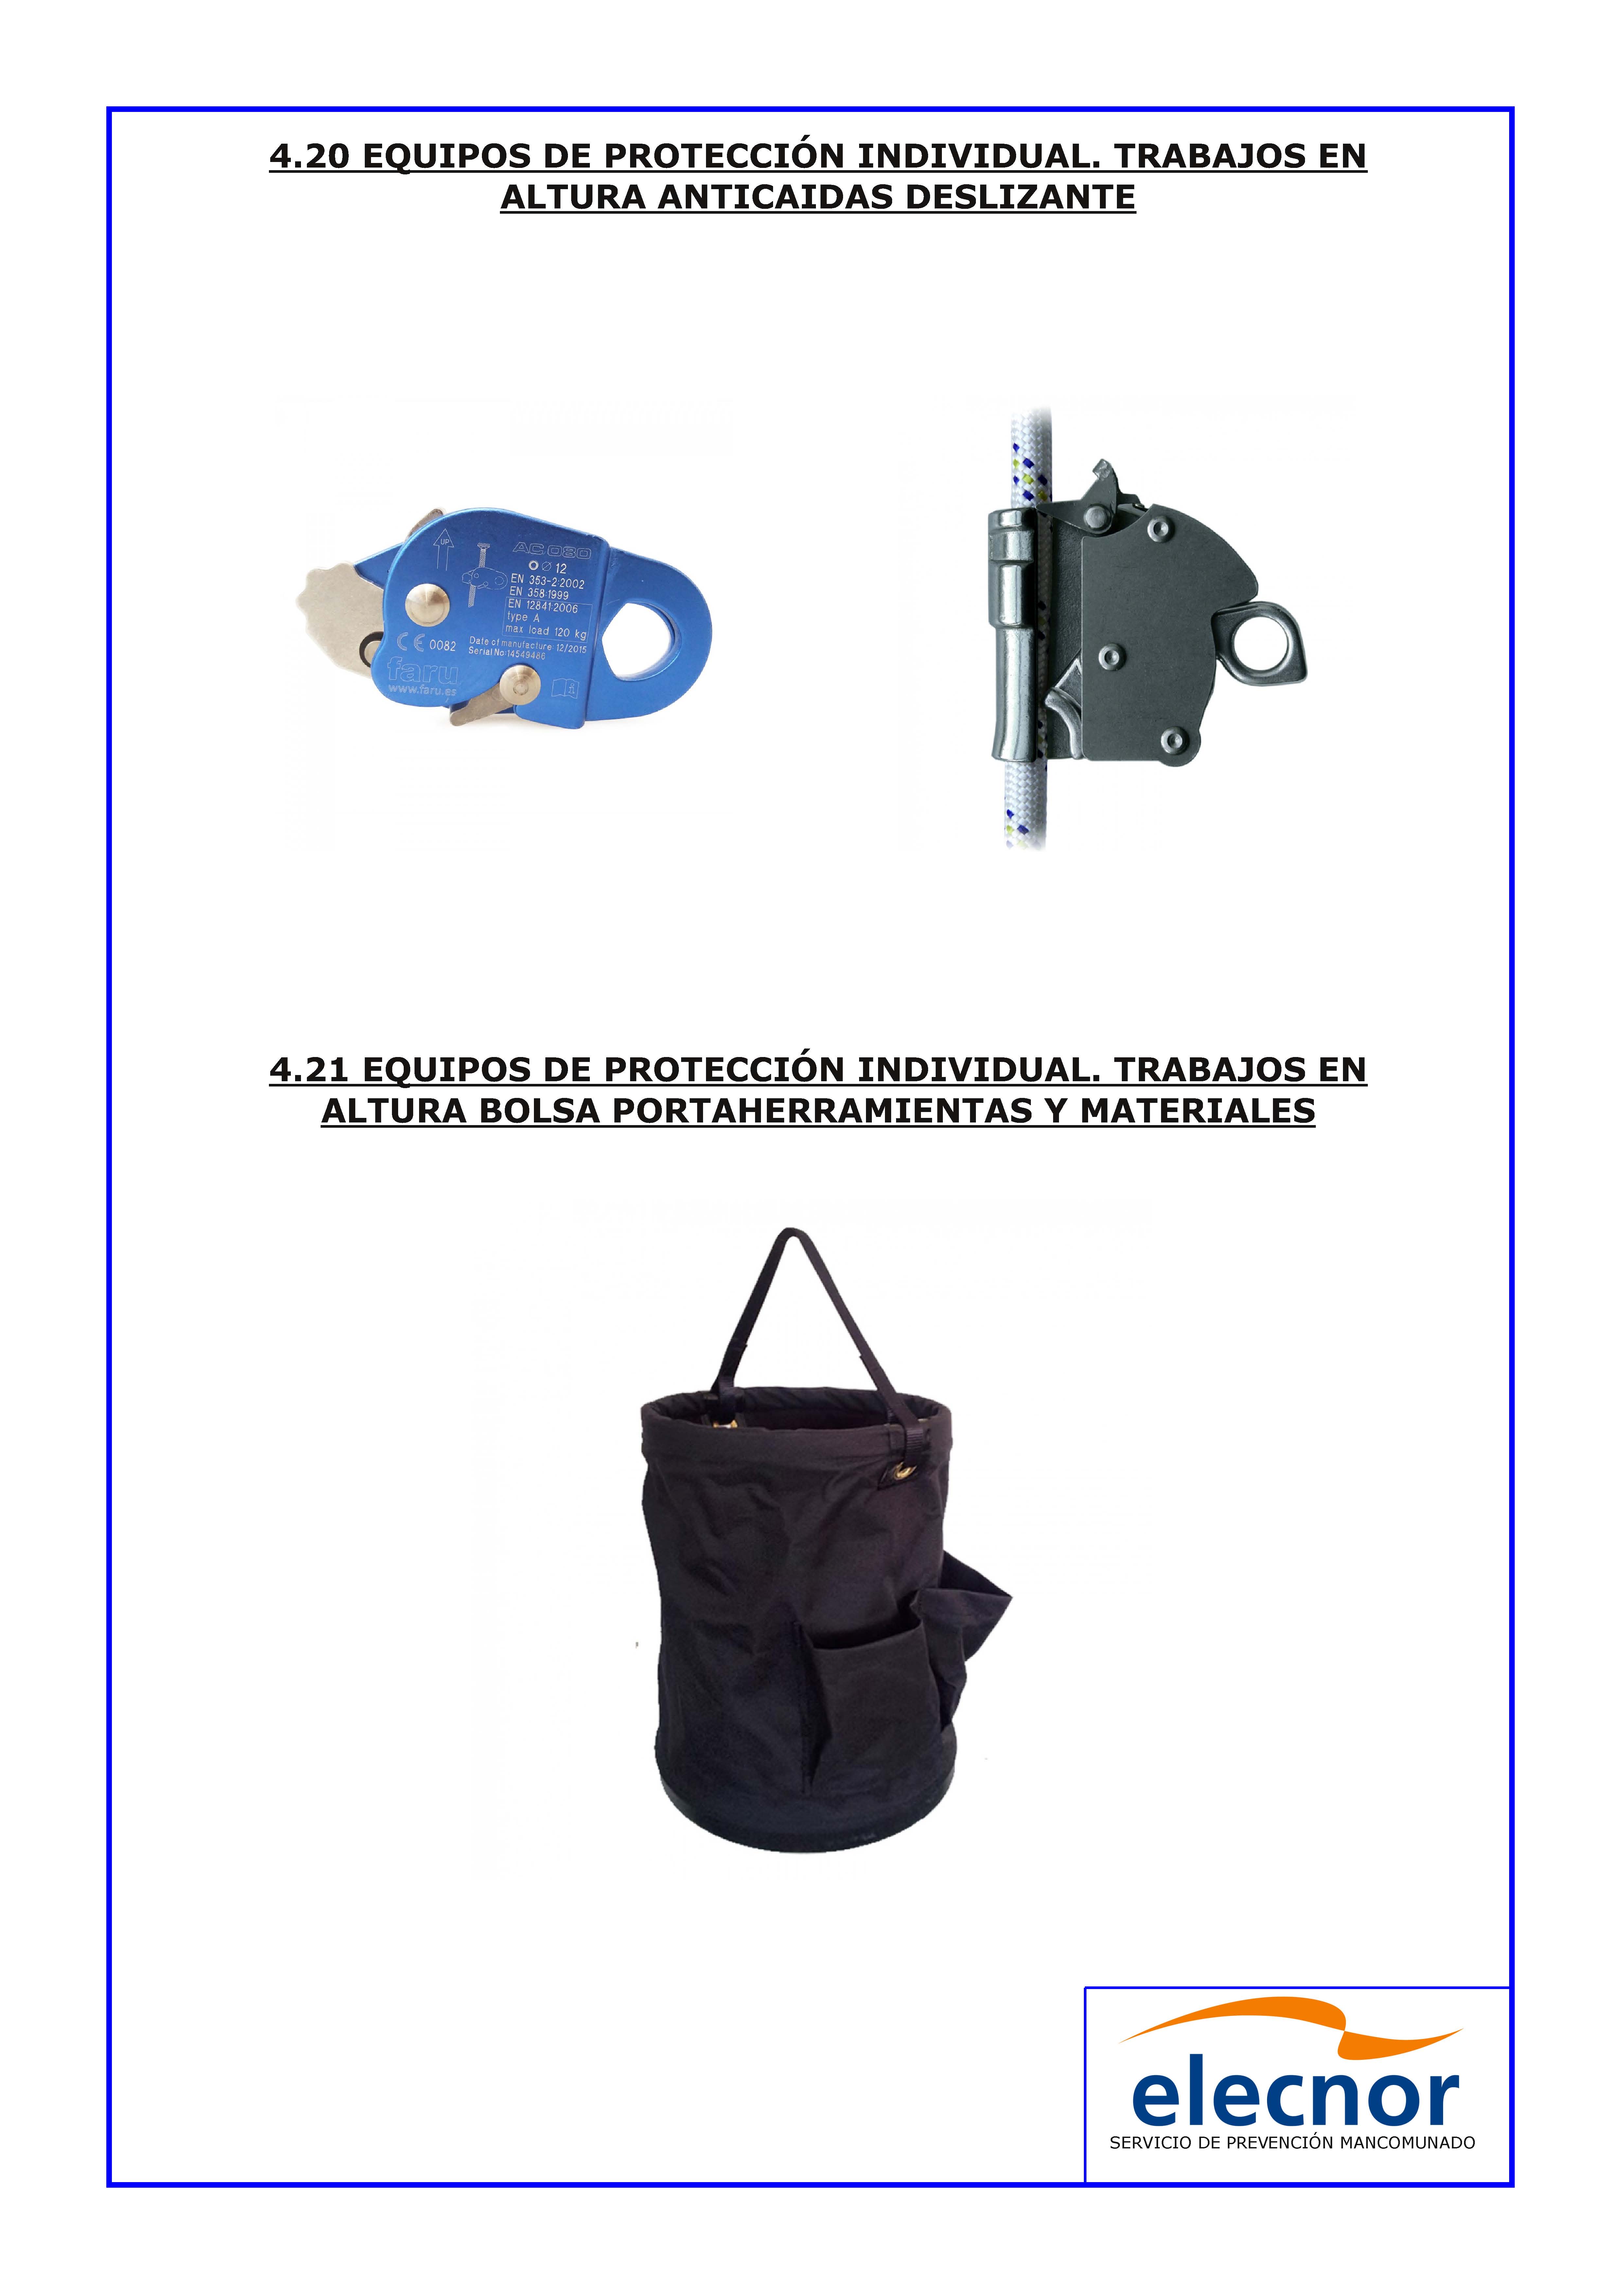 4.20 EQUIPOS DE PROTECCIÓN INDIVIDUAL. TRABAJOS EN
ALTURA ANTICAIDAS DESLIZANTE
UP
AC 080
12
EN 353-2:2002
EN 358:1999
EN 12841:2006
type A
max load 120 kg
CE 0082
Date of manufacture: 12/2015
Serial No:14549486
faru
www.faru.es
4.21 EQUIPOS DE PROTECCIÓN INDIVIDUAL. TRABAJOS EN
ALTURA BOLSA PORTAHERRAMIENTAS Y MATERIALES
elecnor
SERVICIO DE PREVENCIÓN MANCOMUNADO